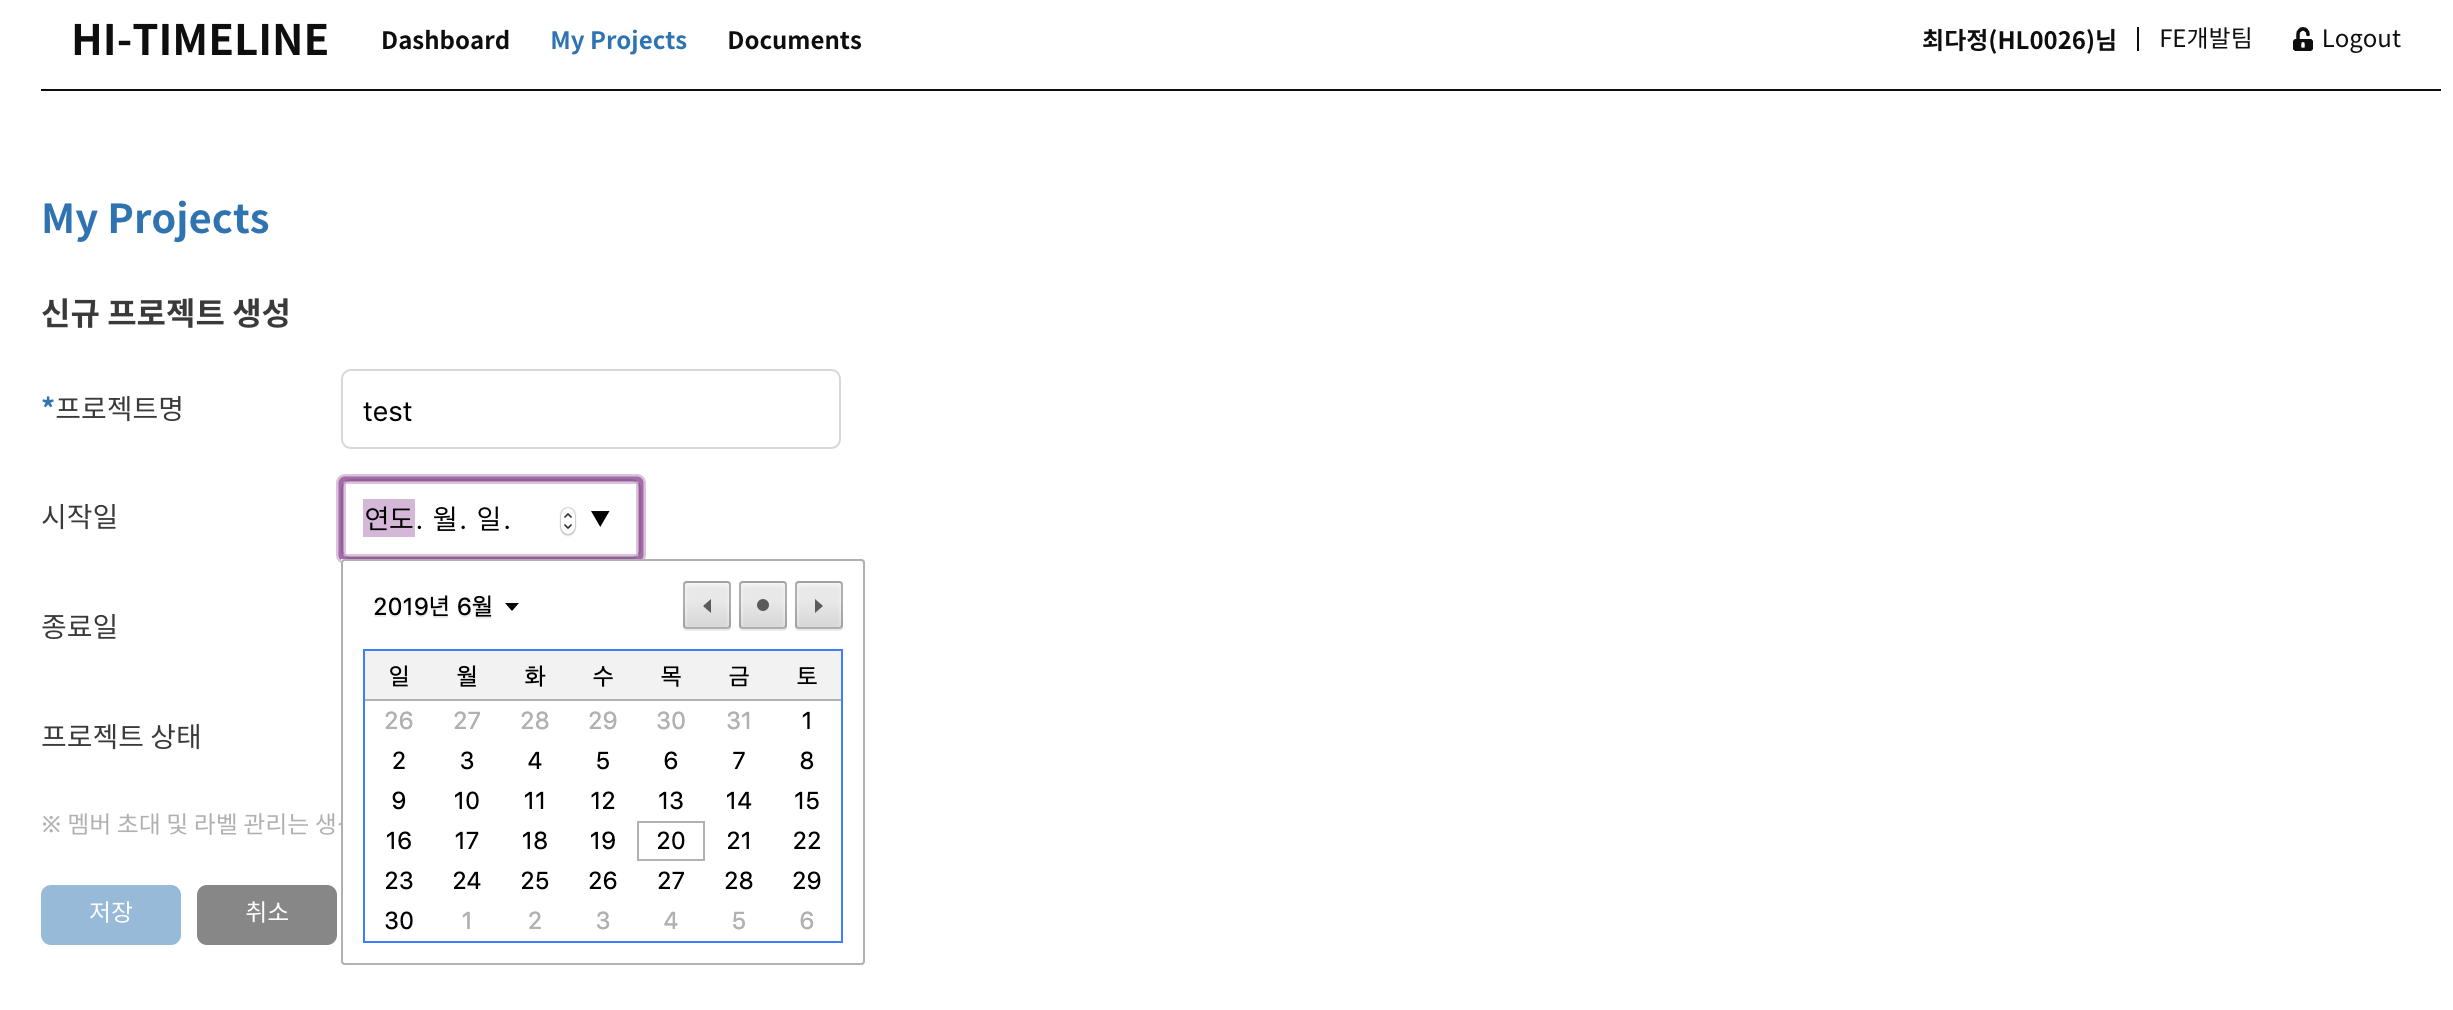 HI-TIMELINE Dashboard My Projects Documents 최다정(HL0026)님 | FE개발팀 Logout
My Projects
신규 프로젝트 생성
*프로젝트명 test
시작일 연도. 월. 일.
2019년 6월
종료일
일 월 화 수 목 금 토
26 27 28 29 30 31 1
프로젝트 상태
2 3 4 5 6 7 8
9 10 11 12 13 14 15
※ 멤버 초대 및 라벨 관리는
16 17 18 19 20 21 22
23 24 25 26 27 28 29
저장 취소
30 1 2 3 4 5 6